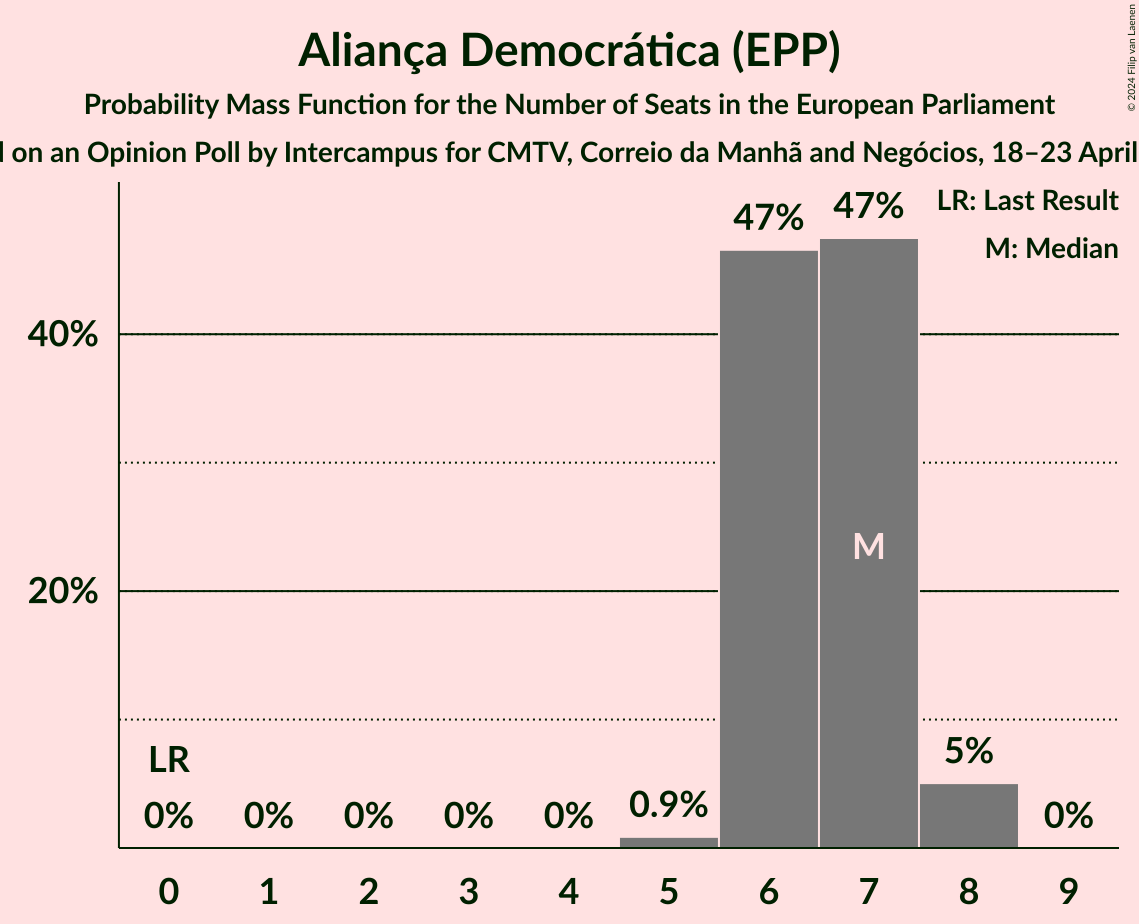 Aliança Democrática (EPP)
Probability Mass Function for the Number of Seats in the European Parliament
on an Opinion Poll by Intercampus for CMTV, Correio da Manhã and Negócios, 18–23 April
© 2024 Filip van Laenen
LR: Last Result
M: Median
47% 47%
40%
M
20%
LR
5%
0.9%
0% 0% 0% 0% 0% 0%
0 1 2 3 4 5 6 7 8 9